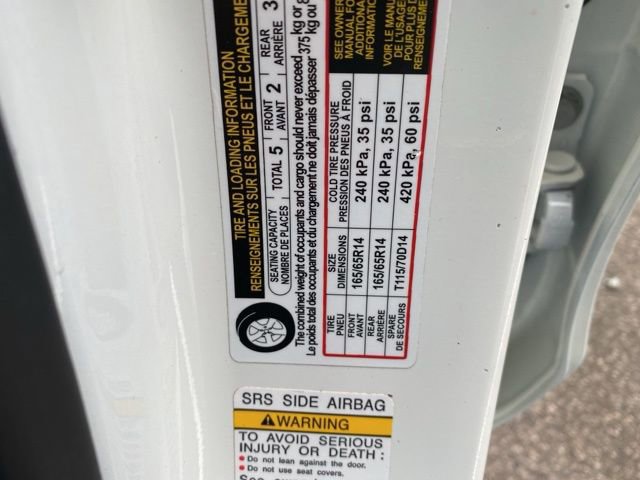 TIRE AND LOADING INFORMATION
RENSEIGNEMENTS SUR LES PNEUS ET LE CHARGEMENT
SEATING CAPACITY TOTAL 5 FRONT 2 REAR 3
NOMBRE DE PLACES AVANT ARRIÈRE
The combined weight of occupants and cargo should never exceed 375 kg or
Le poids total des occupants et du chargement ne doit jamais dépasser 375 kg ou
TIRE SIZE COLD TIRE PRESSURE
PNEU DIMENSIONS PRESSION DES PNEUS À FROID
FRONT 165/65R14 240 kPa, 35 psi
AVANT
REAR 165/65R14 240 kPa, 35 psi
ARRIÈRE
SPARE T115/70D14 420 kPa, 60 psi
DE SECOURS
SEE OWNER
MANUAL FOR
ADDITIONAL
INFORMATION
VOIR LE MANUEL
DE L'USAGER
POUR PLUS DE
RENSEIGNEMENTS
SRS SIDE AIRBAG
WARNING
TO AVOID SERIOUS
INJURY OR DEATH :
• Do not lean against the door.
• Do not use seat covers.
See